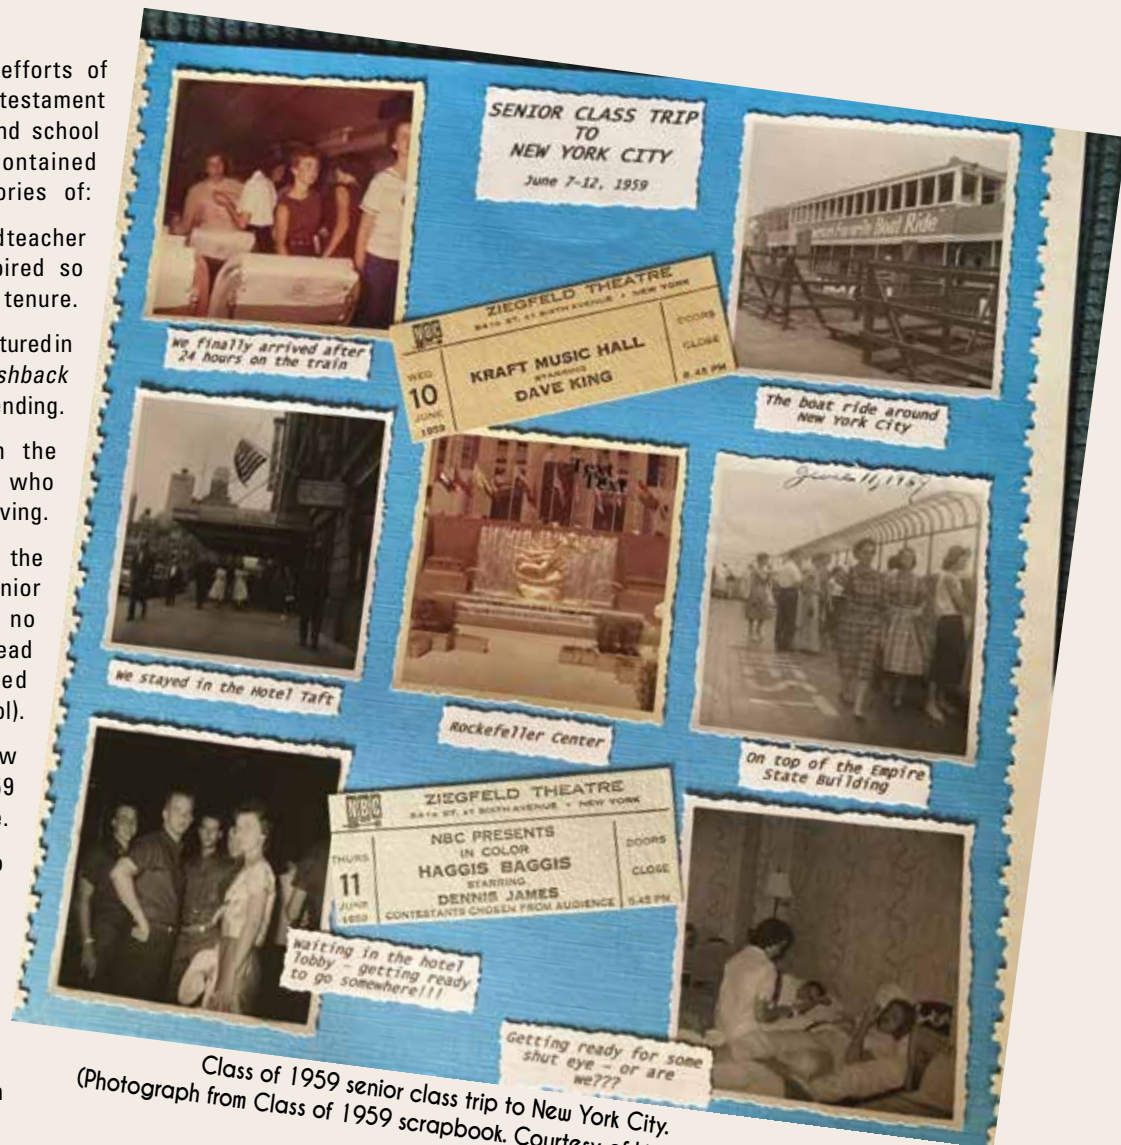 efforts of
testament
nd school
ontained
ories of:
dteacher
pired so
tenure.
tured in
shback
ending.
n the
who
ving.
the
nior
no
ead
ed
ol).
w
59
e.
o
n
SENIOR CLASS TRIP
TO
NEW YORK CITY
June 7-12, 1959
America's Favorite Boat Ride
We finally arrived after
24 hours on the train
NBC
ZIEGFELD THEATRE
54TH ST. AT SIXTH AVENUE • NEW YORK
WED
10
JUNE
1959
KRAFT MUSIC HALL
STARRING
DAVE KING
DOORS
CLOSE
8.45 PM
The boat ride around
New York City
Text
Text
June 11, 1959
We stayed in the Hotel Taft
Rockefeller Center
On top of the Empire
State Building
NBC
ZIEGFELD THEATRE
54TH ST. AT SIXTH AVENUE • NEW YORK
THURS
11
JUNE
1959
NBC PRESENTS
IN COLOR
HAGGIS BAGGIS
STARRING
DENNIS JAMES
CONTESTANTS CHOSEN FROM AUDIENCE
DOORS
CLOSE
5.45 PM
Waiting in the hotel
lobby - getting ready
to go somewhere!!!
Getting ready for some
shut eye - or are
we???
Class of 1959 senior class trip to New York City.
(Photograph from Class of 1959 scrapbook. Courtesy of